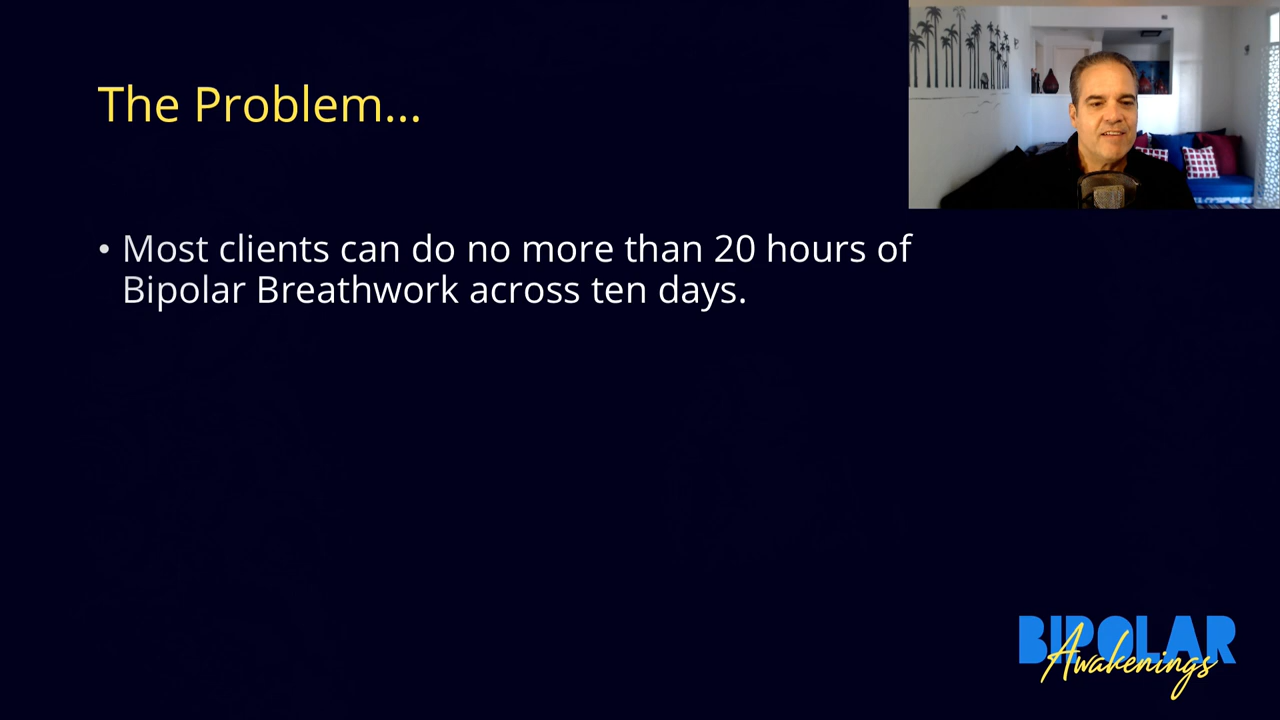 The Problem...
• Most clients can do no more than 20 hours of
Bipolar Breathwork across ten days.
BIPOLAR
Awakenings